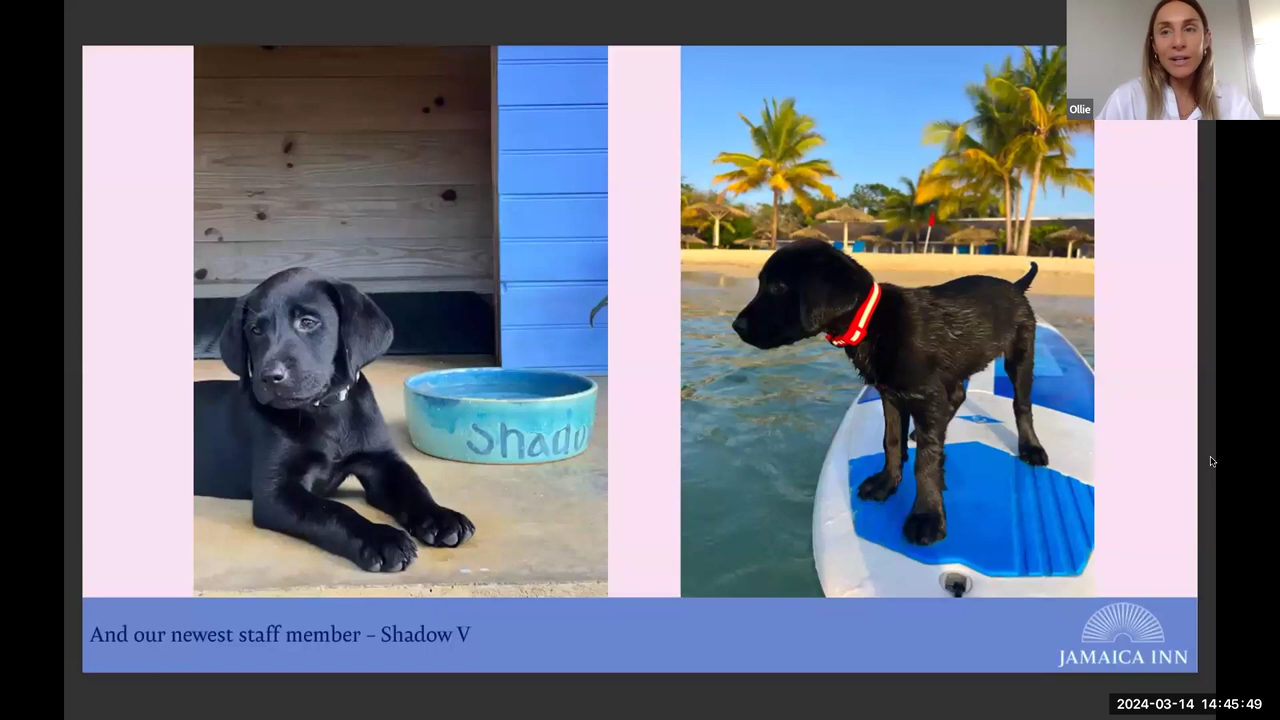 Ollie
Shado
And our newest staff member – Shadow V
JAMAICA INN
2024-03-14 14:45:49